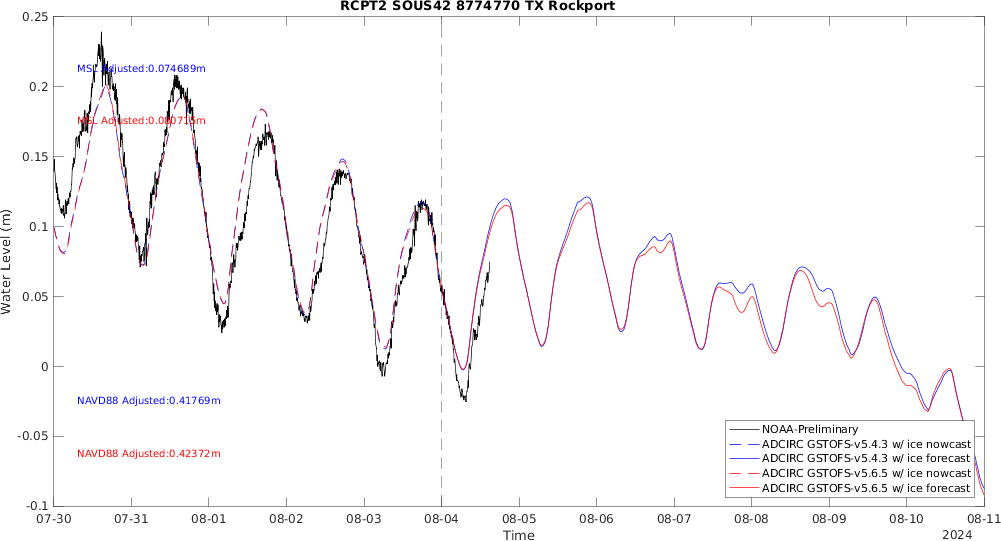 RCPT2 SOUS42 8774770 TX Rockport
0.25
0.2
0.15
0.1
0.05
0
-0.05
-0.1
Water Level (m)
MSL Adjusted:0.074689m
MSL Adjusted:0.080715m
NAVD88 Adjusted:0.41769m
NAVD88 Adjusted:0.42372m
NOAA-Preliminary
ADCIRC GSTOFS-v5.4.3 w/ ice nowcast
ADCIRC GSTOFS-v5.4.3 w/ ice forecast
ADCIRC GSTOFS-v5.6.5 w/ ice nowcast
ADCIRC GSTOFS-v5.6.5 w/ ice forecast
07-30 07-31 08-01 08-02 08-03 08-04 08-05 08-06 08-07 08-08 08-09 08-10 08-11
Time
2024